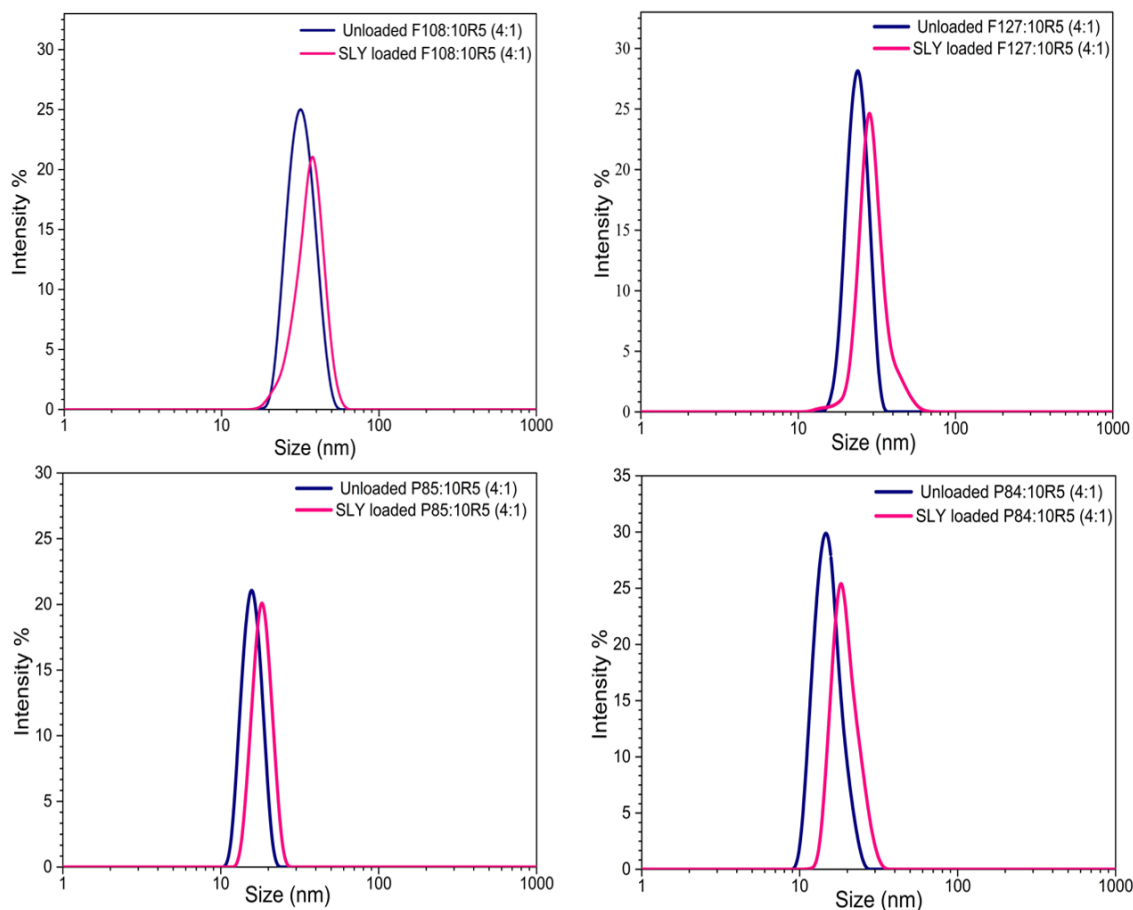 Unloaded F108:10R5 (4:1)
SLY loaded F108:10R5 (4:1)
30
25
20
15
10
5
0
Intensity %
1
10
100
1000
Size (nm)
Unloaded F127:10R5 (4:1)
SLY loaded F127:10R5 (4:1)
30
25
20
15
10
5
0
Intensity %
1
10
100
1000
Size (nm)
Unloaded P85:10R5 (4:1)
SLY loaded P85:10R5 (4:1)
30
25
20
15
10
5
0
Intensity %
1
10
100
1000
Size (nm)
Unloaded P84:10R5 (4:1)
SLY loaded P84:10R5 (4:1)
35
30
25
20
15
10
5
0
Intensity %
1
10
100
1000
Size (nm)